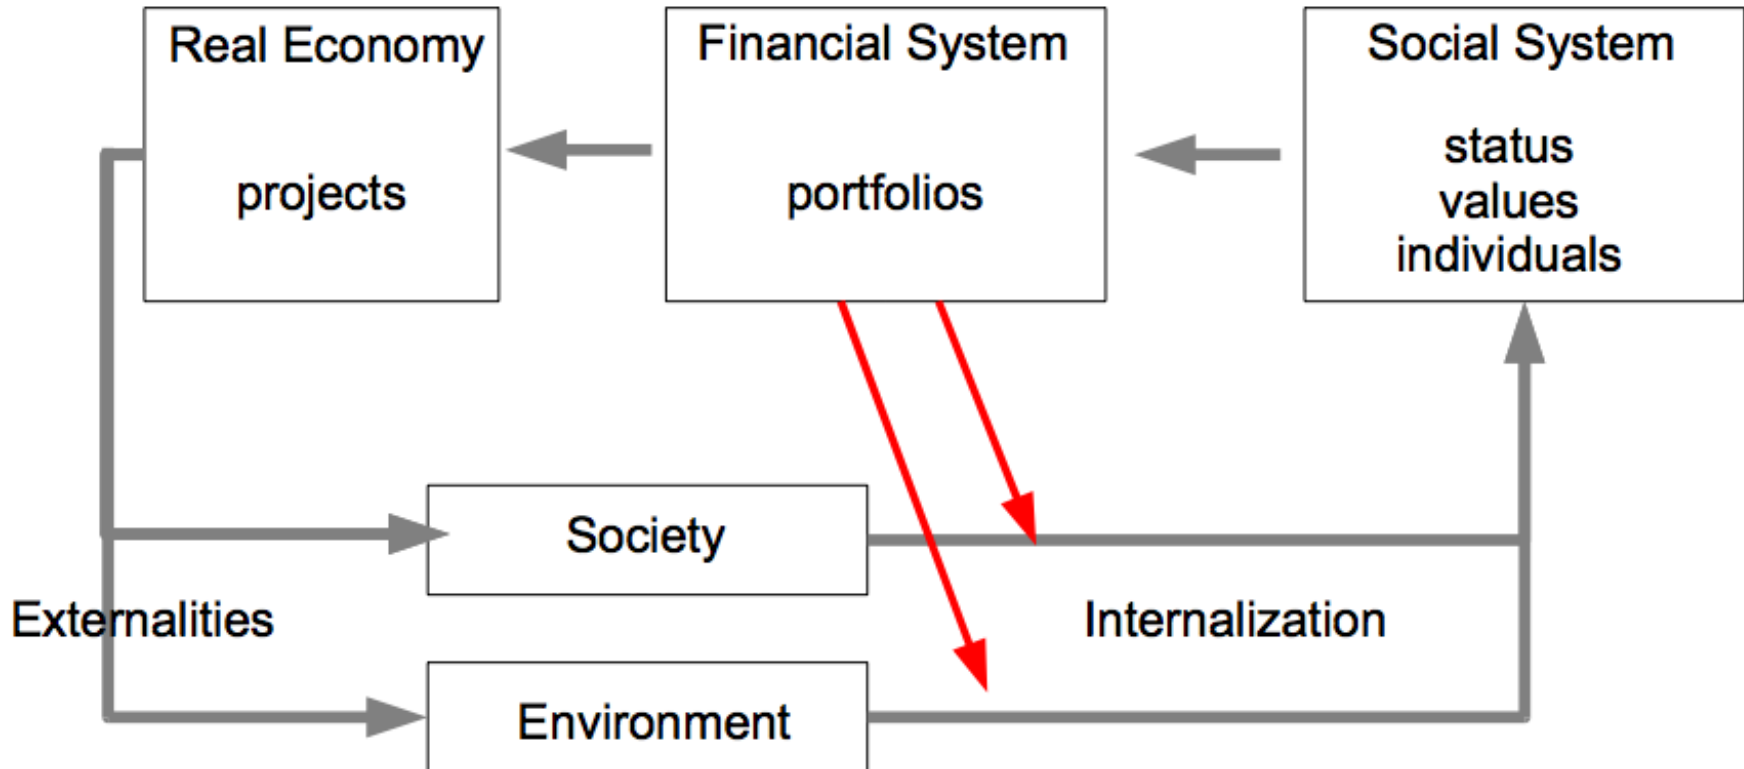 Real Economy
projects
Financial System
portfolios
Social System
status
values
individuals
Society
Externalities
Internalization
Environment